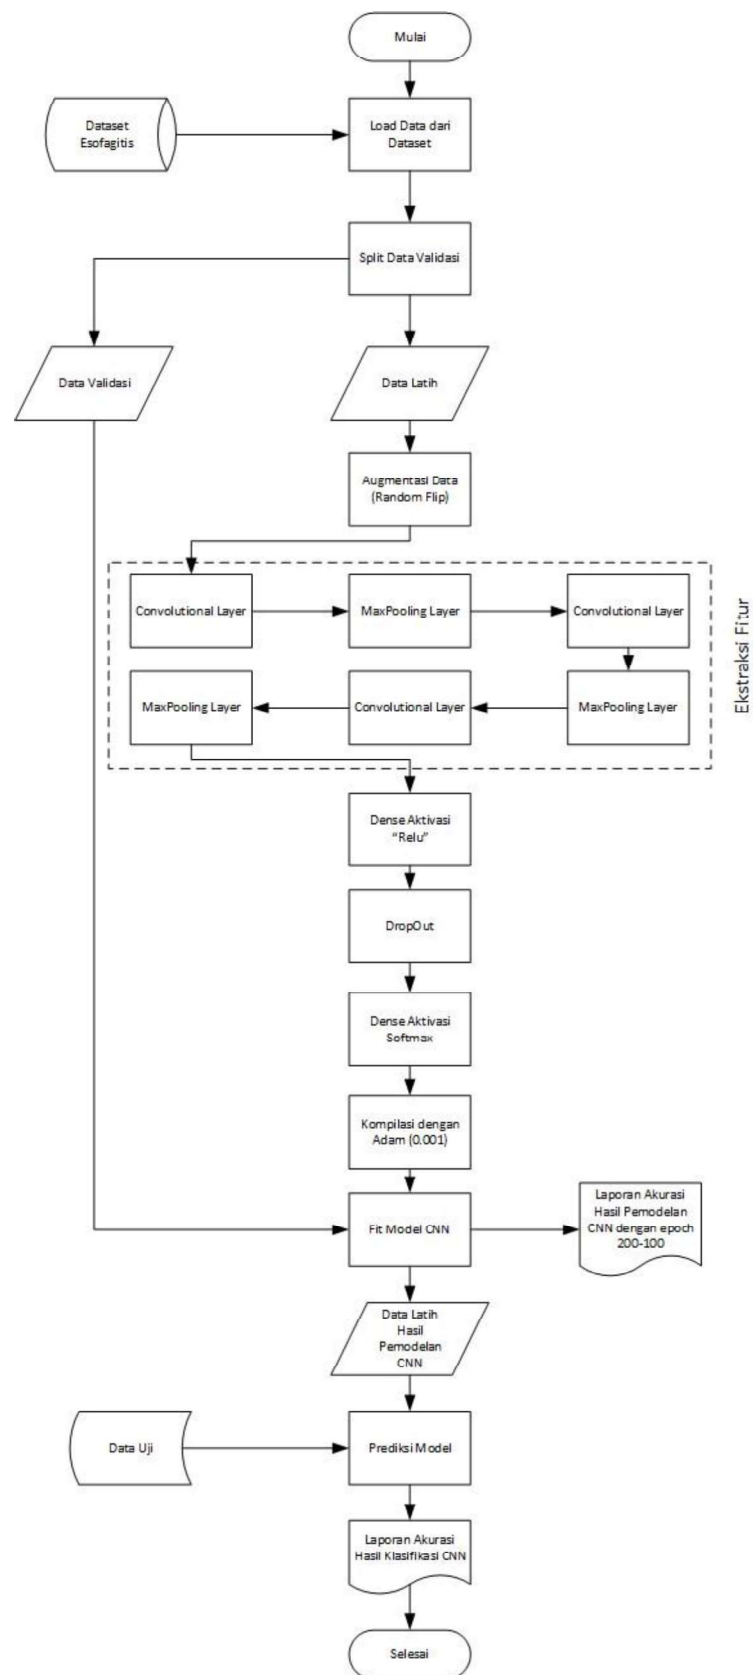 Mulai
Dataset
Esofagitis
Load Data dari
Dataset
Split Data Validasi
Data Validasi
Data Latih
Augmentasi Data
(Random Flip)
Convolutional Layer
MaxPooling Layer
Convolutional Layer
MaxPooling Layer
Convolutional Layer
MaxPooling Layer
Ekstraksi Fitur
Dense Aktivasi
“Relu”
DropOut
Dense Aktivasi
Softmax
Kompilasi dengan
Adam (0.001)
Fit Model CNN
Laporan Akurasi
Hasil Pemodelan
CNN dengan epoch
200-100
Data Latih
Hasil
Pemodelan
CNN
Data Uji
Prediksi Model
Laporan Akurasi
Hasil Klasifikasi CNN
Selesai